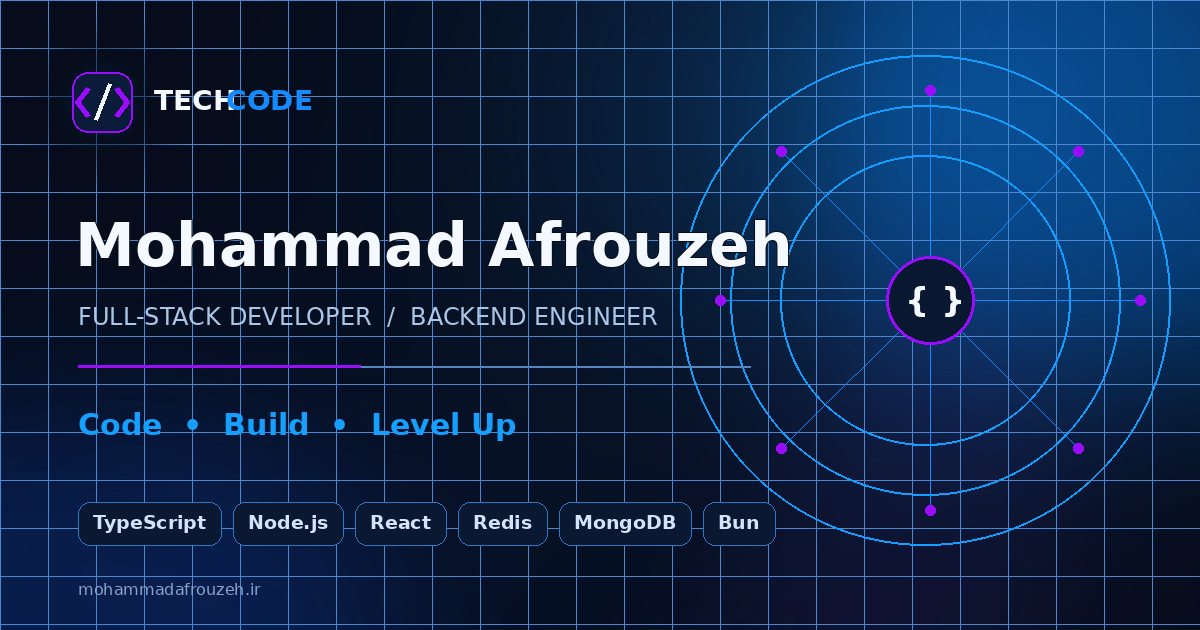 </>
TECHCODE
Mohammad Afrouzeh
FULL-STACK DEVELOPER / BACKEND ENGINEER
{ }
Code • Build • Level Up
TypeScript Node.js React Redis MongoDB Bun
mohammadafrouzeh.ir